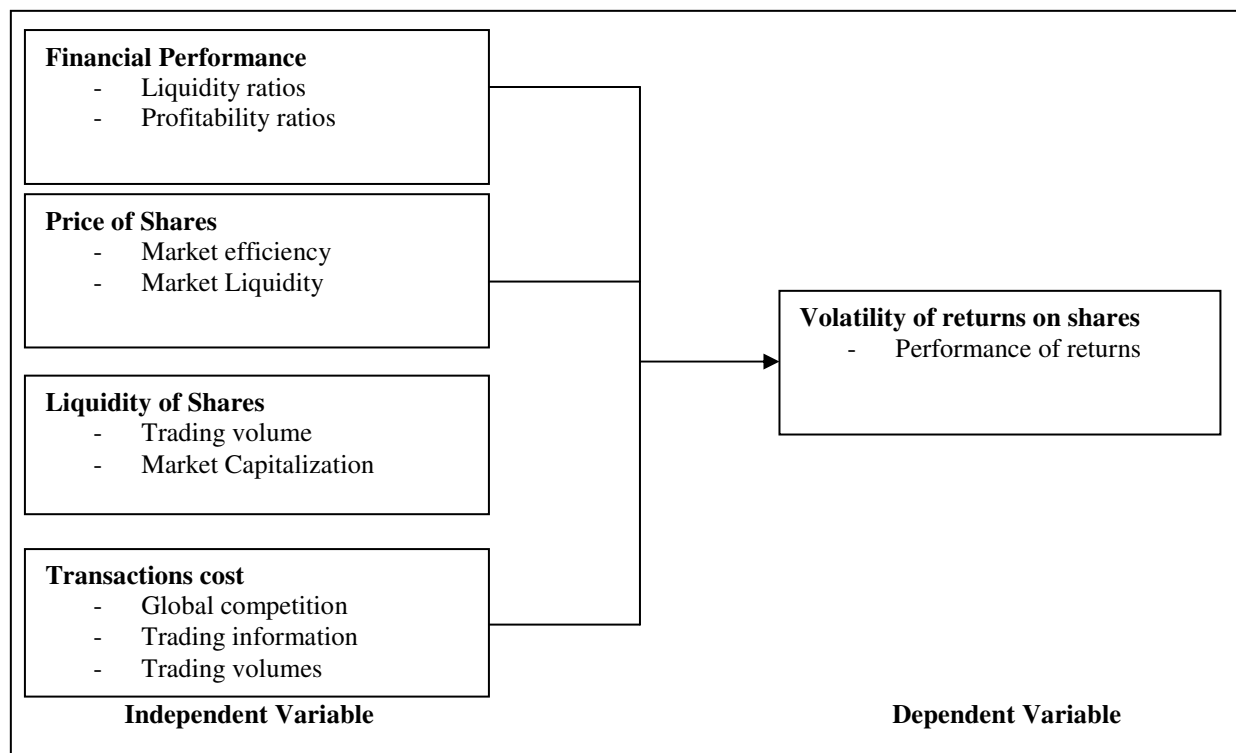 Financial Performance
- Liquidity ratios
- Profitability ratios
Price of Shares
- Market efficiency
- Market Liquidity
Liquidity of Shares
- Trading volume
- Market Capitalization
Transactions cost
- Global competition
- Trading information
- Trading volumes
Independent Variable
Volatility of returns on shares
- Performance of returns
Dependent Variable